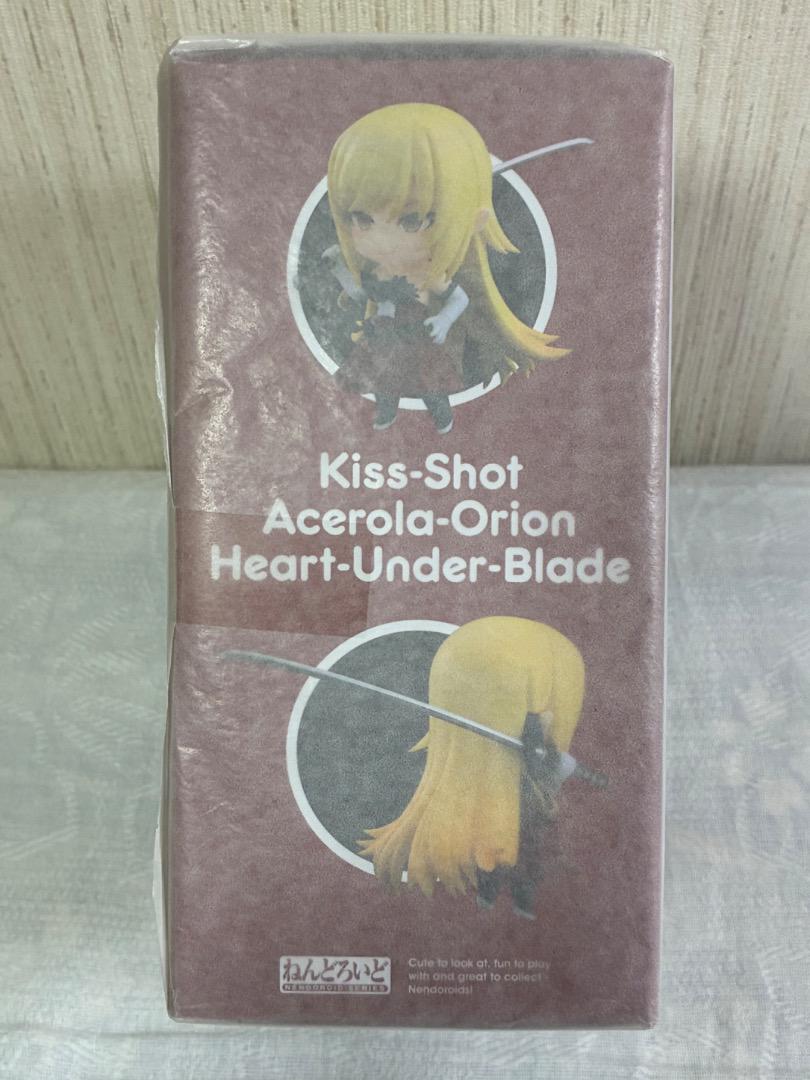 Kiss-Shot
Acerola-Orion
Heart-Under-Blade
ねんどろいど
NENDOROID SERIES
Cute to look at, fun to play
with and great to collect -
Nendoroids!